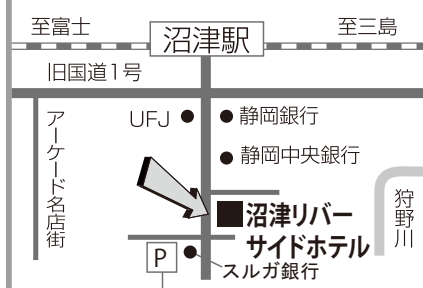 至富士
沼津駅
至三島
旧国道1号
アーケード名店街
UFJ
静岡銀行
静岡中央銀行
沼津リバー
サイドホテル
狩野川
P
スルガ銀行